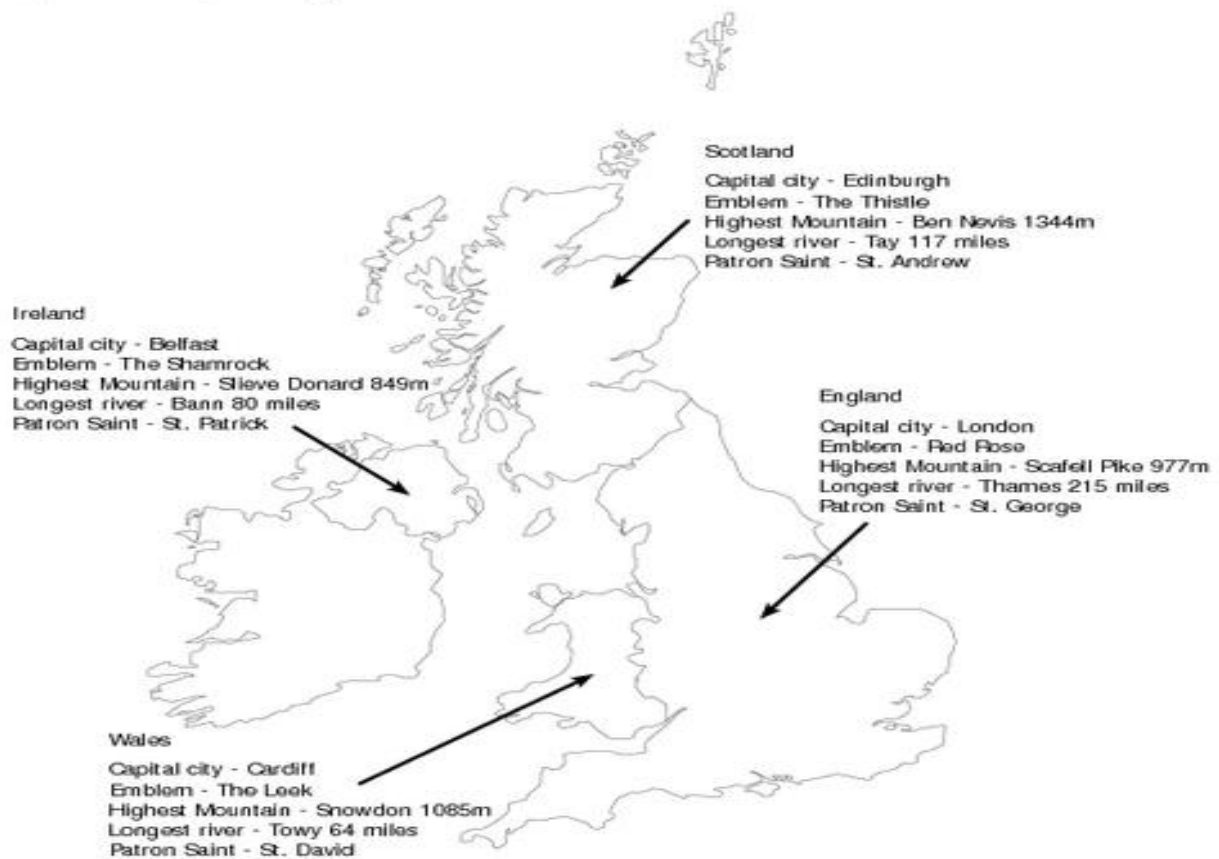 Scotland
Capital city - Edinburgh
Emblem - The Thistle
Highest Mountain - Ben Nevis 1344m
Longest river - Tay 117 miles
Patron Saint - St. Andrew
Ireland
Capital city - Belfast
Emblem - The Shamrock
Highest Mountain - Slieve Donard 849m
Longest river - Bann 80 miles
Patron Saint - St. Patrick
England
Capital city - London
Emblem - Red Rose
Highest Mountain - Scafell Pike 977m
Longest river - Thames 215 miles
Patron Saint - St. George
Wales
Capital city - Cardiff
Emblem - The Leek
Highest Mountain - Snowdon 1085m
Longest river - Towy 64 miles
Patron Saint - St. David